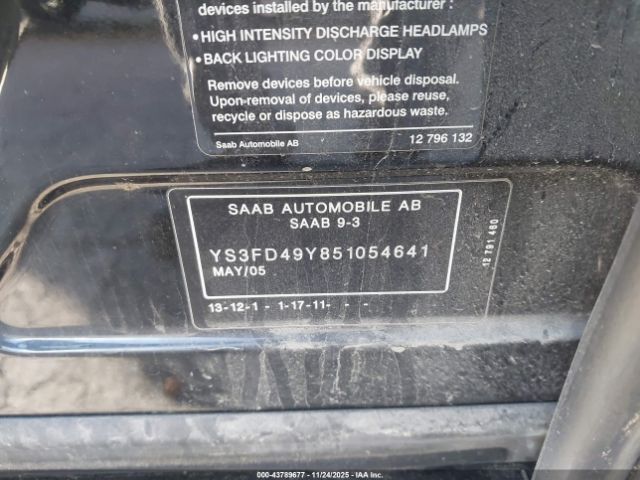 devices installed by the manufacturer :
• HIGH INTENSITY DISCHARGE HEADLAMPS
• BACK LIGHTING COLOR DISPLAY
Remove devices before vehicle disposal.
Upon removal of devices, please reuse,
recycle or dispose as hazardous waste.
Saab Automobile AB 12 796 132
SAAB AUTOMOBILE AB
SAAB 9-3
YS3FD49Y851054641
MAY/05
13-12-1 - 1-17-11- - -
12 791 460
000-43789677 - 11/24/2025 - IAA Inc.